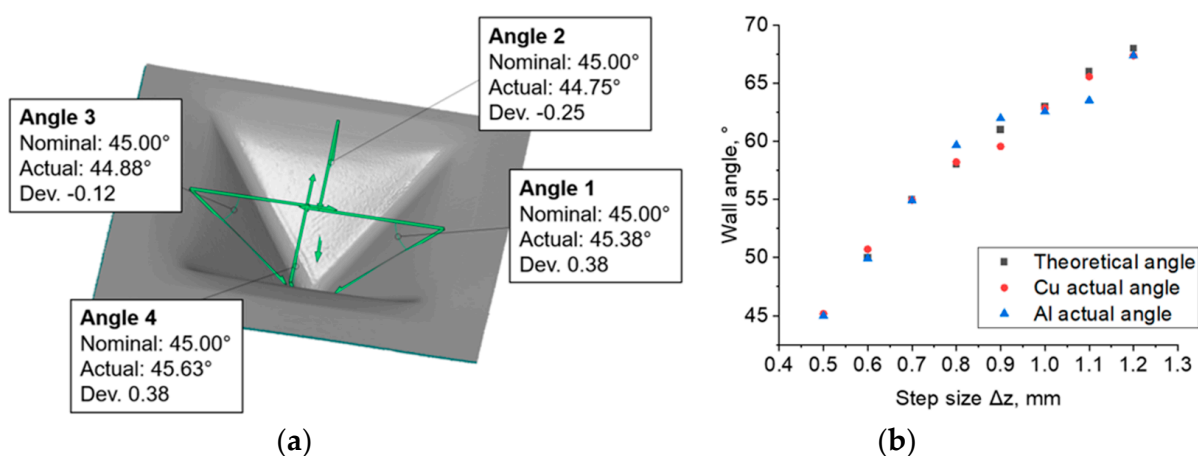 Angle 2
Nominal: 45.00°
Actual: 44.75°
Dev. -0.25
Angle 3
Nominal: 45.00°
Actual: 44.88°
Dev. -0.12
Angle 1
Nominal: 45.00°
Actual: 45.38°
Dev. 0.38
Angle 4
Nominal: 45.00°
Actual: 45.63°
Dev. 0.38
(a)
Wall angle, °
70
65
60
55
50
45
Theoretical angle
Cu actual angle
Al actual angle
0.5 0.6 0.7 0.8 0.9 1.0 1.1 1.2 1.3
Step size Δz, mm
(b)